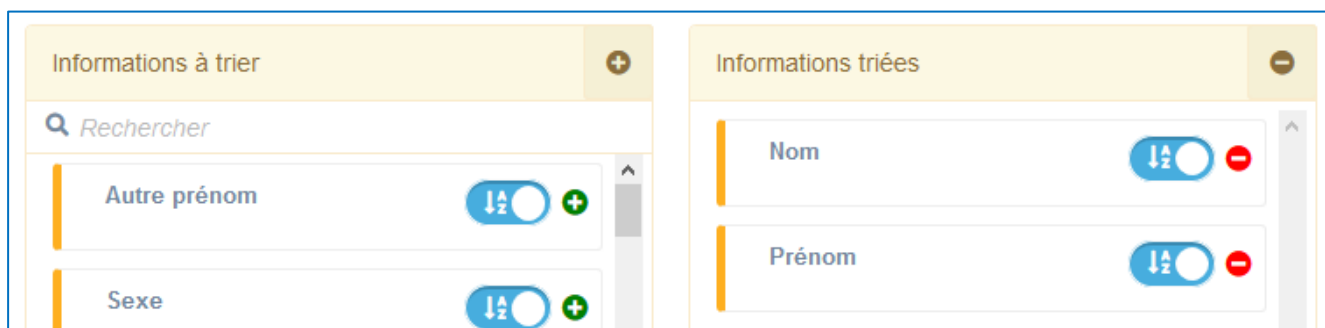 Informations à trier
Rechercher
Autre prénom
A
Z
Sexe
A
Z
Informations triées
Nom
A
Z
Prénom
A
Z